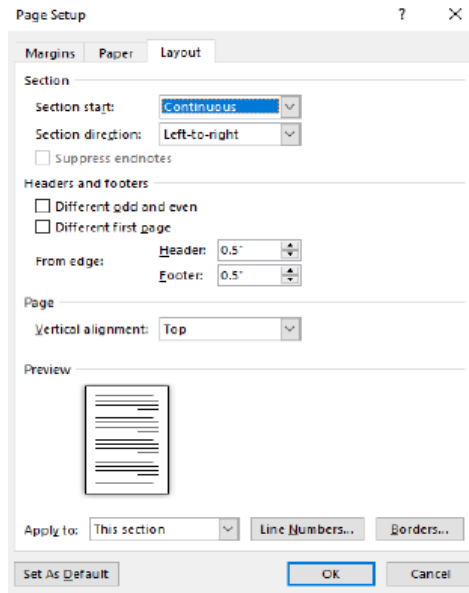 Page Setup ? ×
Margins Paper Layout
Section
Section start: Continuous
Section direction: Left-to-right
Suppress endnotes
Headers and footers
Different odd and even
Different first page
Header: 0.5"
From edge:
Footer: 0.5"
Page
Vertical alignment: Top
Preview
Apply to: This section Line Numbers... Borders...
Set As Default OK Cancel